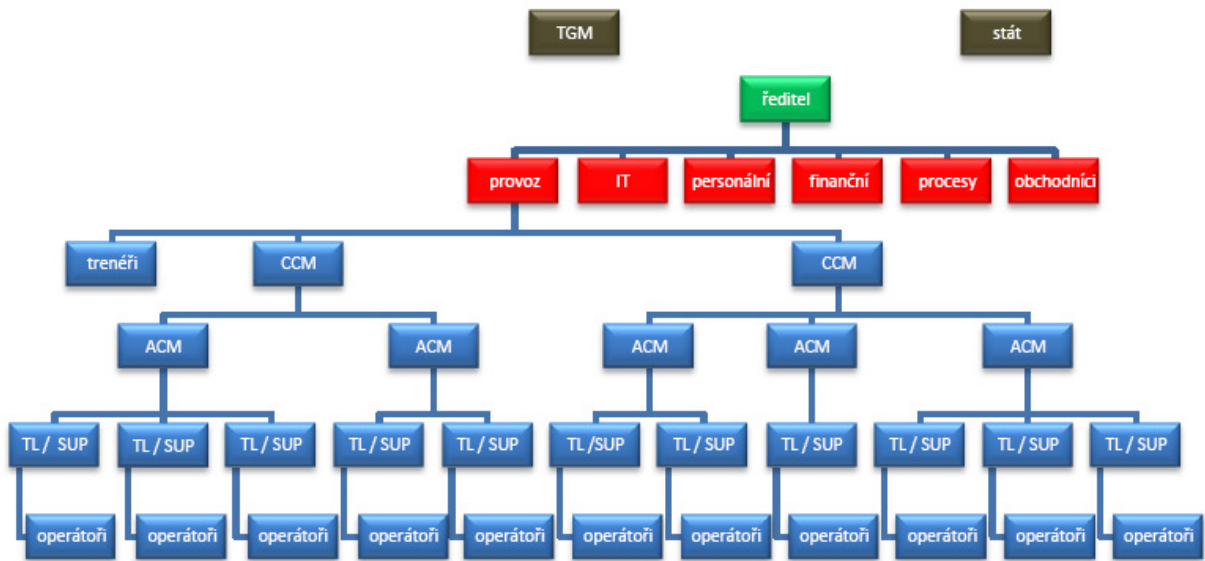 TGM stát
ředitel
provoz IT personální finanční procesy obchodníci
trenéři CCM CCM
ACM ACM ACM ACM ACM
TL / SUP TL / SUP TL / SUP TL / SUP TL / SUP TL /SUP TL / SUP TL / SUP TL / SUP TL / SUP TL / SUP
operátoři operátoři operátoři operátoři operátoři operátoři operátoři operátoři operátoři operátoři operátoři